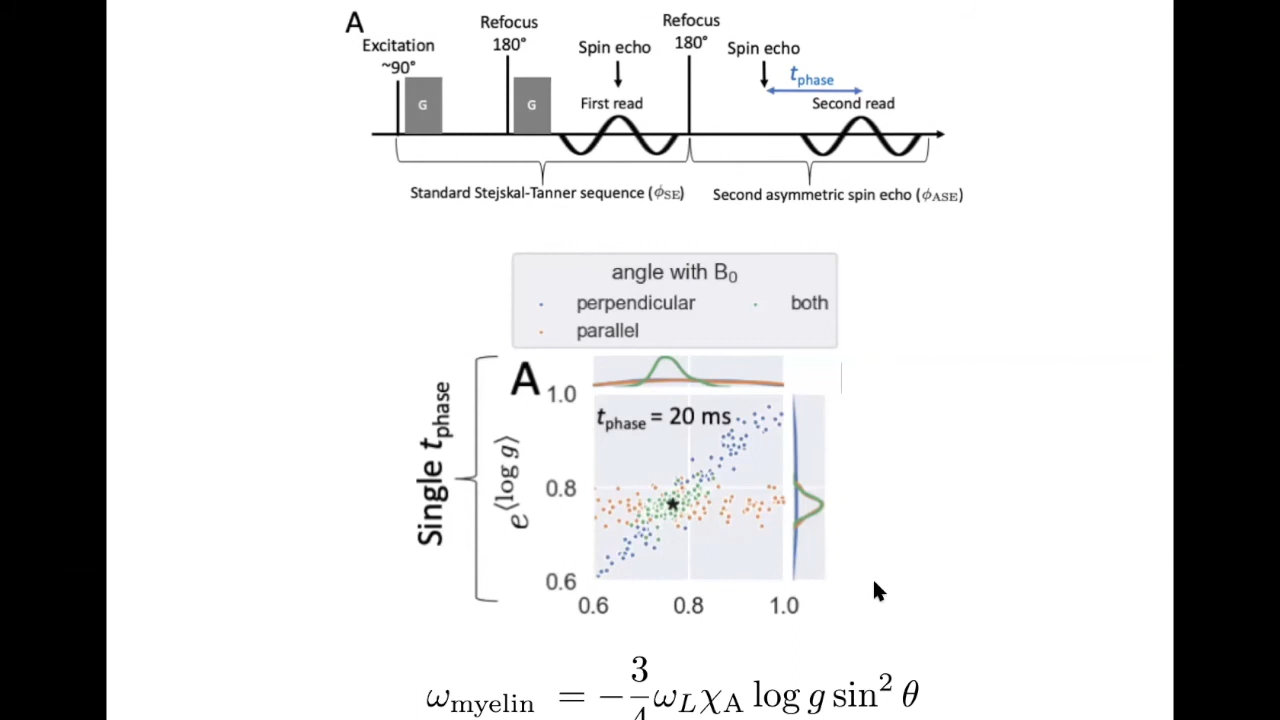 A
Excitation
~90°
Refocus
180°
Spin echo
Refocus
180°
Spin echo
t_phase
G
G
First read
Second read
Standard Stejskal-Tanner sequence (ϕ_SE)
Second asymmetric spin echo (ϕ_ASE)
angle with B₀
perpendicular
both
parallel
Single t_phase
A
e^⟨log g⟩
1.0
0.8
0.6
t_phase = 20 ms
0.6 0.8 1.0
ω_myelin = −3/4 ω_L χ_A log g sin² θ